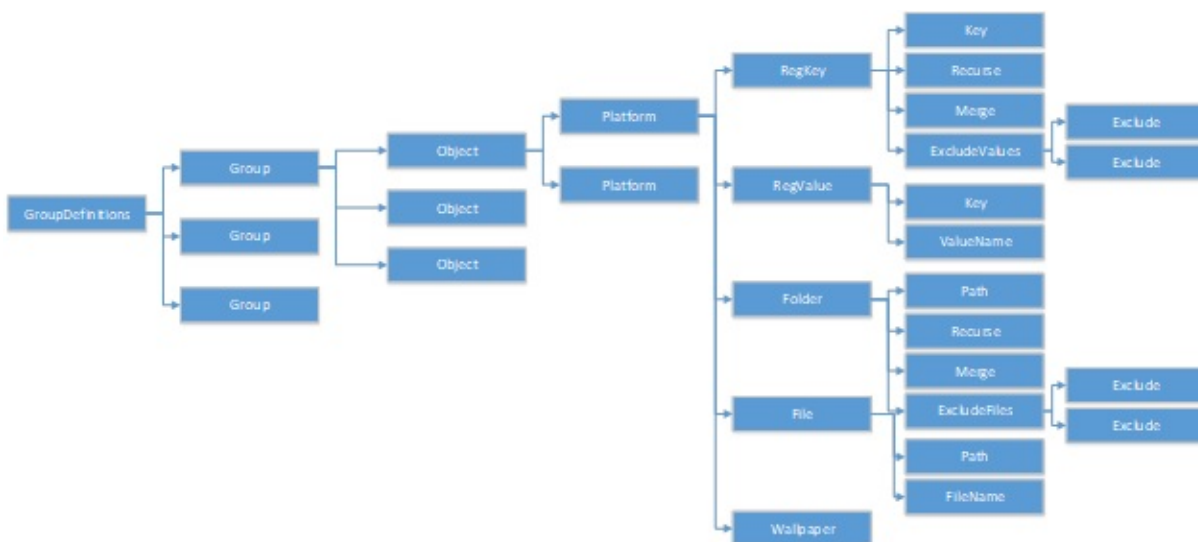 GroupDefinitions
Group
Group
Group
Object
Object
Object
Platform
Platform
RegKey
Key
Recurse
Merge
ExcludeValues
Exclude
Exclude
RegValue
Key
ValueName
Folder
Path
Recurse
Merge
ExcludeFiles
Exclude
Exclude
File
Path
FileName
Wallpaper